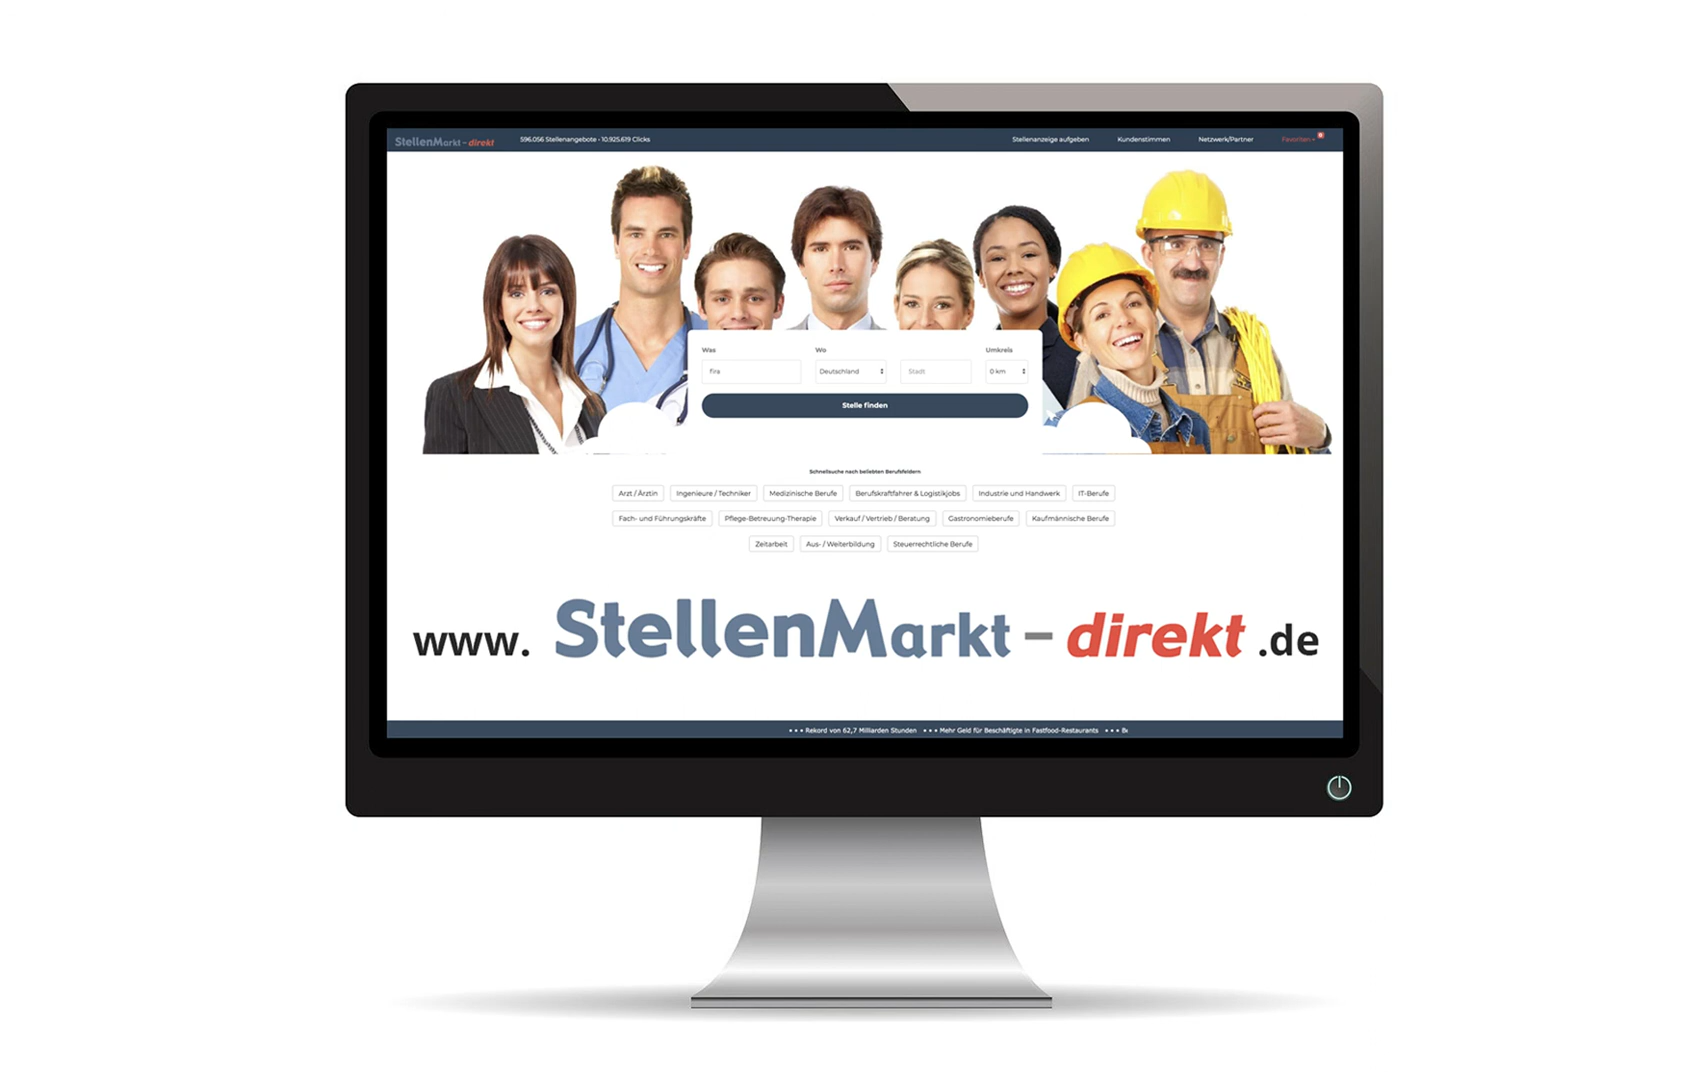 StellenMarkt-direkt 596.056 Stellenangebote • 10.925.619 Clicks Stellenanzeige aufgeben Kundenstimmen Netzwerk/Partner Favoriten
Was Wo Umkreis
fira Deutschland Stadt 0 km
Stelle finden
Schnellsuche nach beliebten Berufsfeldern
Arzt / Ärztin Ingenieure / Techniker Medizinische Berufe Berufskraftfahrer & Logistikjobs Industrie und Handwerk IT-Berufe
Fach- und Führungskräfte Pflege-Betreuung-Therapie Verkauf / Vertrieb / Beratung Gastronomieberufe Kaufmännische Berufe
Zeitarbeit Aus- / Weiterbildung Steuerrechtliche Berufe
www. StellenMarkt-direkt .de
• • • Rekord von 62,7 Milliarden Stunden • • • Mehr Geld für Beschäftigte in Fastfood-Restaurants • • • Be